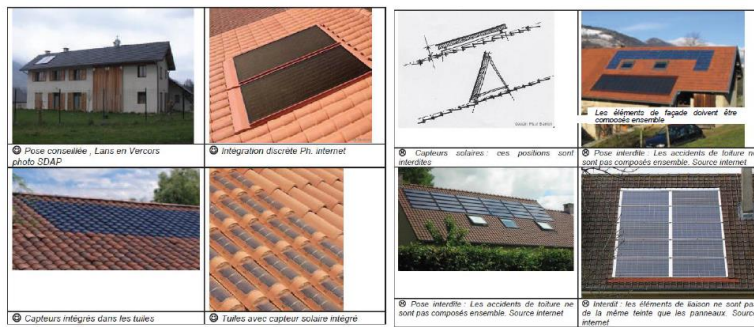 Pose conseillée , Lans en Vercors
photo SDAP
Intégration discrète Ph. internet
Capteurs intégrés dans les tuiles
Tuiles avec capteur solaire intégré
Capteurs solaires : ces positions sont
interdites
Les éléments de façade doivent être
composés ensemble
Pose interdite : Les accidents de toiture ne
sont pas composés ensemble. Source internet
Pose interdite : Les accidents de toiture ne
sont pas composés ensemble. Source internet
Interdit : les éléments de liaison ne sont pas
de la même teinte que les panneaux. Source
internet